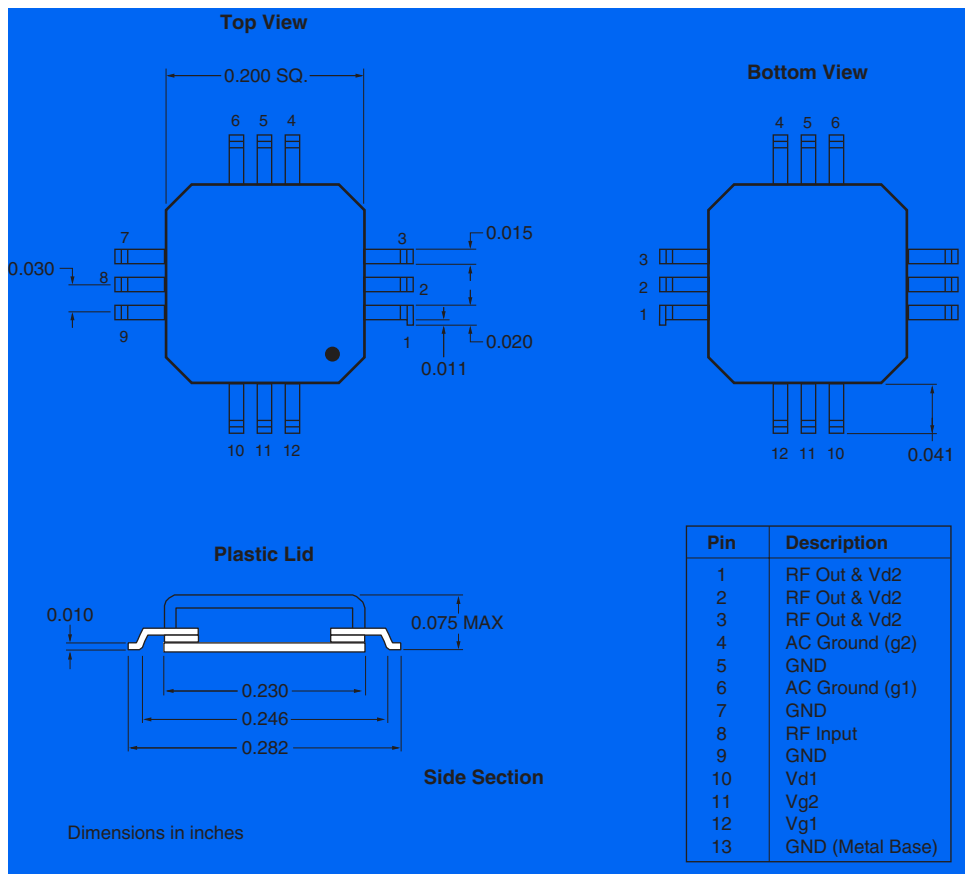 Top View
0.200 SQ.
6 5 4
7
8
9
0.030
3
2
1
0.015
0.020
0.011
10 11 12
Bottom View
4 5 6
3
2
1
12 11 10
0.041
Plastic Lid
0.010
0.075 MAX
0.230
0.246
0.282
Side Section
Dimensions in inches
Pin Description
1 RF Out & Vd2
2 RF Out & Vd2
3 RF Out & Vd2
4 AC Ground (g2)
5 GND
6 AC Ground (g1)
7 GND
8 RF Input
9 GND
10 Vd1
11 Vg2
12 Vg1
13 GND (Metal Base)